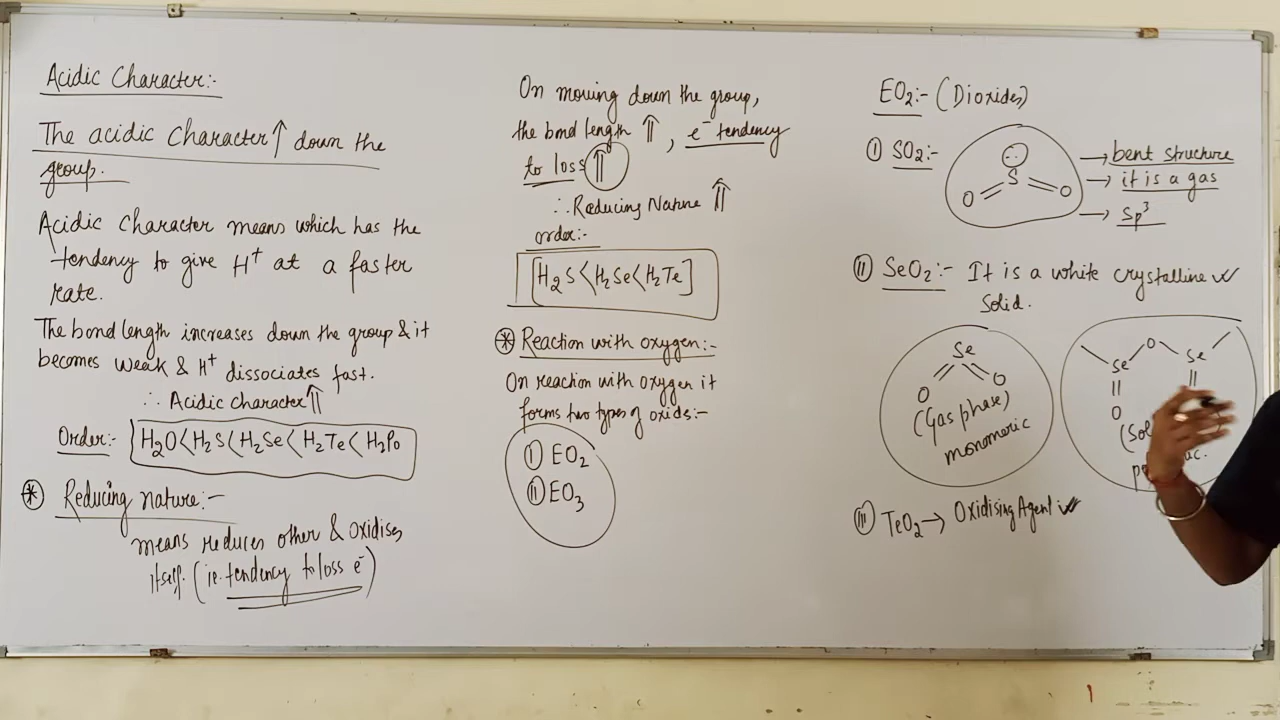 Acidic Character:-
The acidic character↑ down the
group.
Acidic Character means which has the
tendency to give H⁺ at a faster
rate.
The bond length increases down the group & it
becomes weak & H⁺ dissociates fast.
∴ Acidic character⇑
Order:- H₂O<H₂S<H₂Se<H₂Te<H₂Po
* Reducing nature:-
means reduces other & oxidises
itself. (i.e. tendency to loss e⁻)
On moving down the group,
the bond length ⇑, e⁻ tendency
to loss ⇑
∴ Reducing Nature ⇑
order:-
[H₂S<H₂Se<H₂Te]
* Reaction with oxygen:-
On reaction with oxygen it
forms two types of oxids:-
I EO₂
II EO₃
EO₂:- (Dioxides)
I SO₂:-
S
O O
→ bent structure
→ it is a gas
→ Sp³
II SeO₂:- It is a white crystalline
Solid.
Se
O O
(Gas phase)
monomeric
O
Se Se
O
III TeO₂ → Oxidising Agent